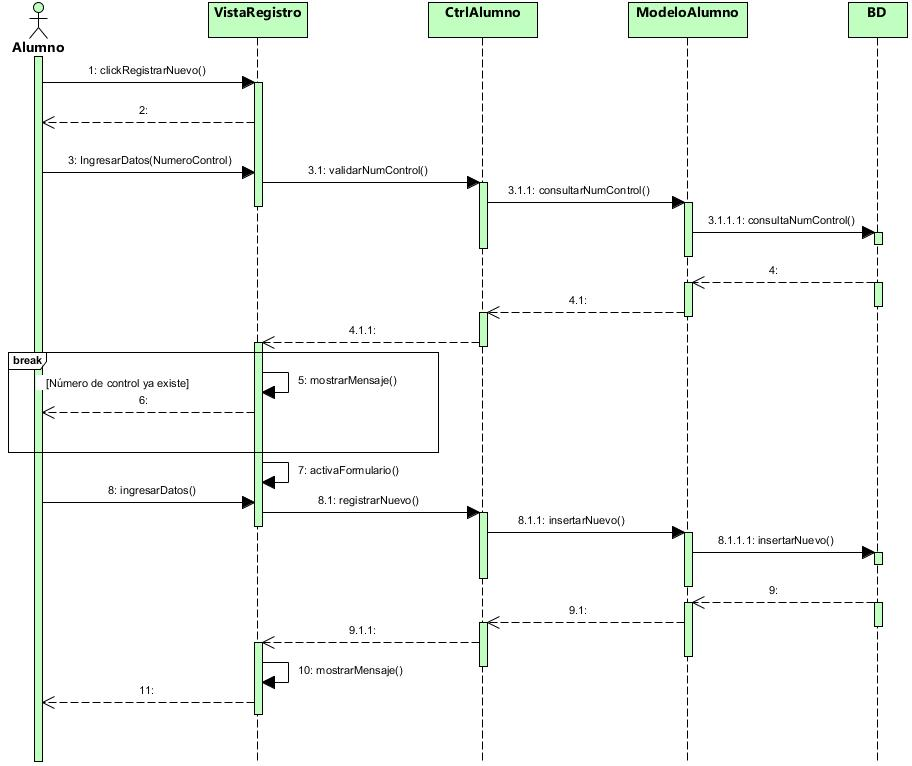 Alumno
VistaRegistro
CtrlAlumno
ModeloAlumno
BD
1: clickRegistrarNuevo()
2:
3: IngresarDatos(NumeroControl)
3.1: validarNumControl()
3.1.1: consultarNumControl()
3.1.1.1: consultaNumControl()
4:
4.1:
4.1.1:
break
[Número de control ya existe]
5: mostrarMensaje()
6:
7: activaFormulario()
8: ingresarDatos()
8.1: registrarNuevo()
8.1.1: insertarNuevo()
8.1.1.1: insertarNuevo()
9:
9.1:
9.1.1:
10: mostrarMensaje()
11: